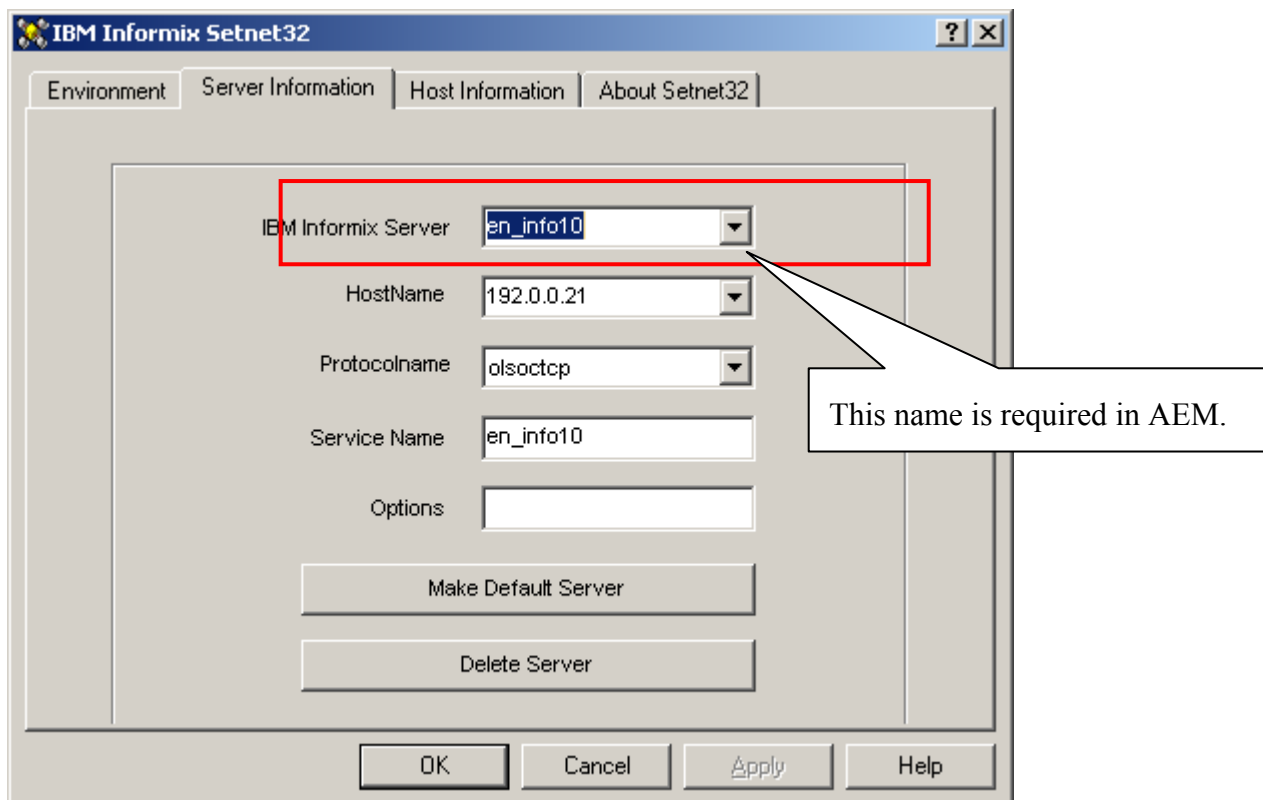 IBM Informix Setnet32
Environment Server Information Host Information About Setnet32
IBM Informix Server en_info10
HostName 192.0.0.21
Protocolname olsoctcp
This name is required in AEM.
Service Name en_info10
Options
Make Default Server
Delete Server
OK Cancel Apply Help